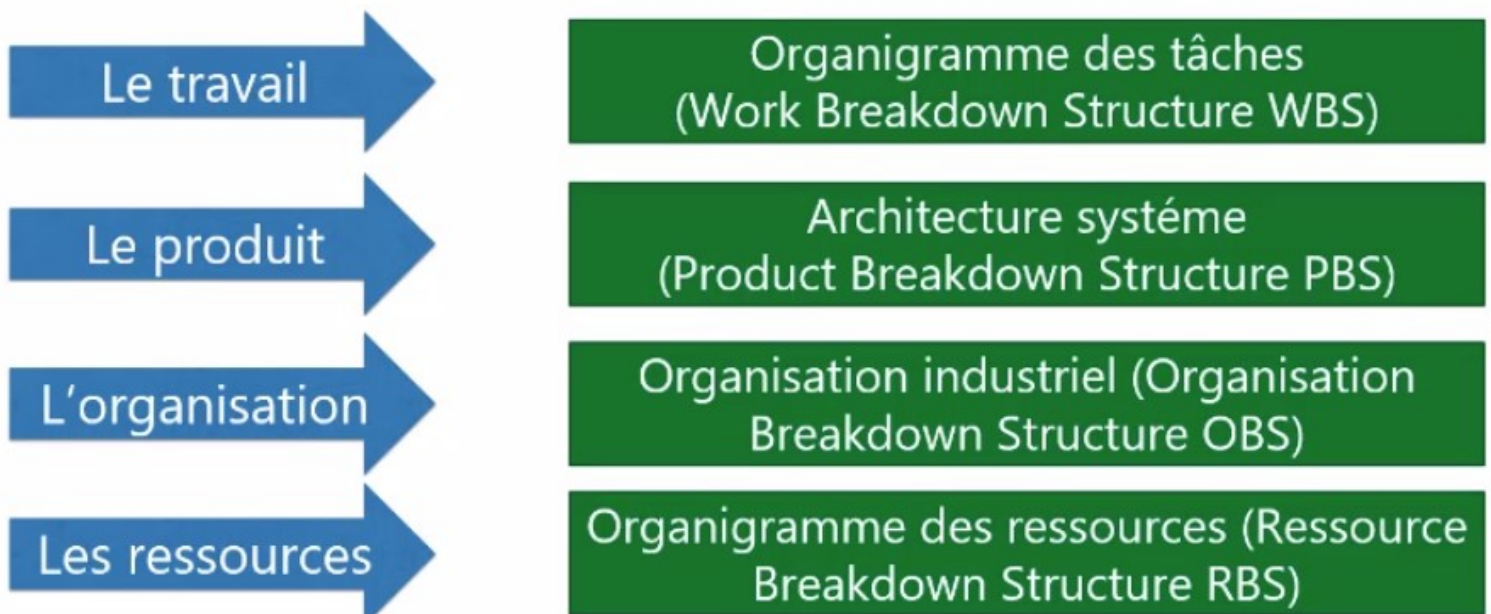 Le travail
Organigramme des tâches
(Work Breakdown Structure WBS)
Le produit
Architecture systéme
(Product Breakdown Structure PBS)
L'organisation
Organisation industriel (Organisation
Breakdown Structure OBS)
Les ressources
Organigramme des ressources (Ressource
Breakdown Structure RBS)